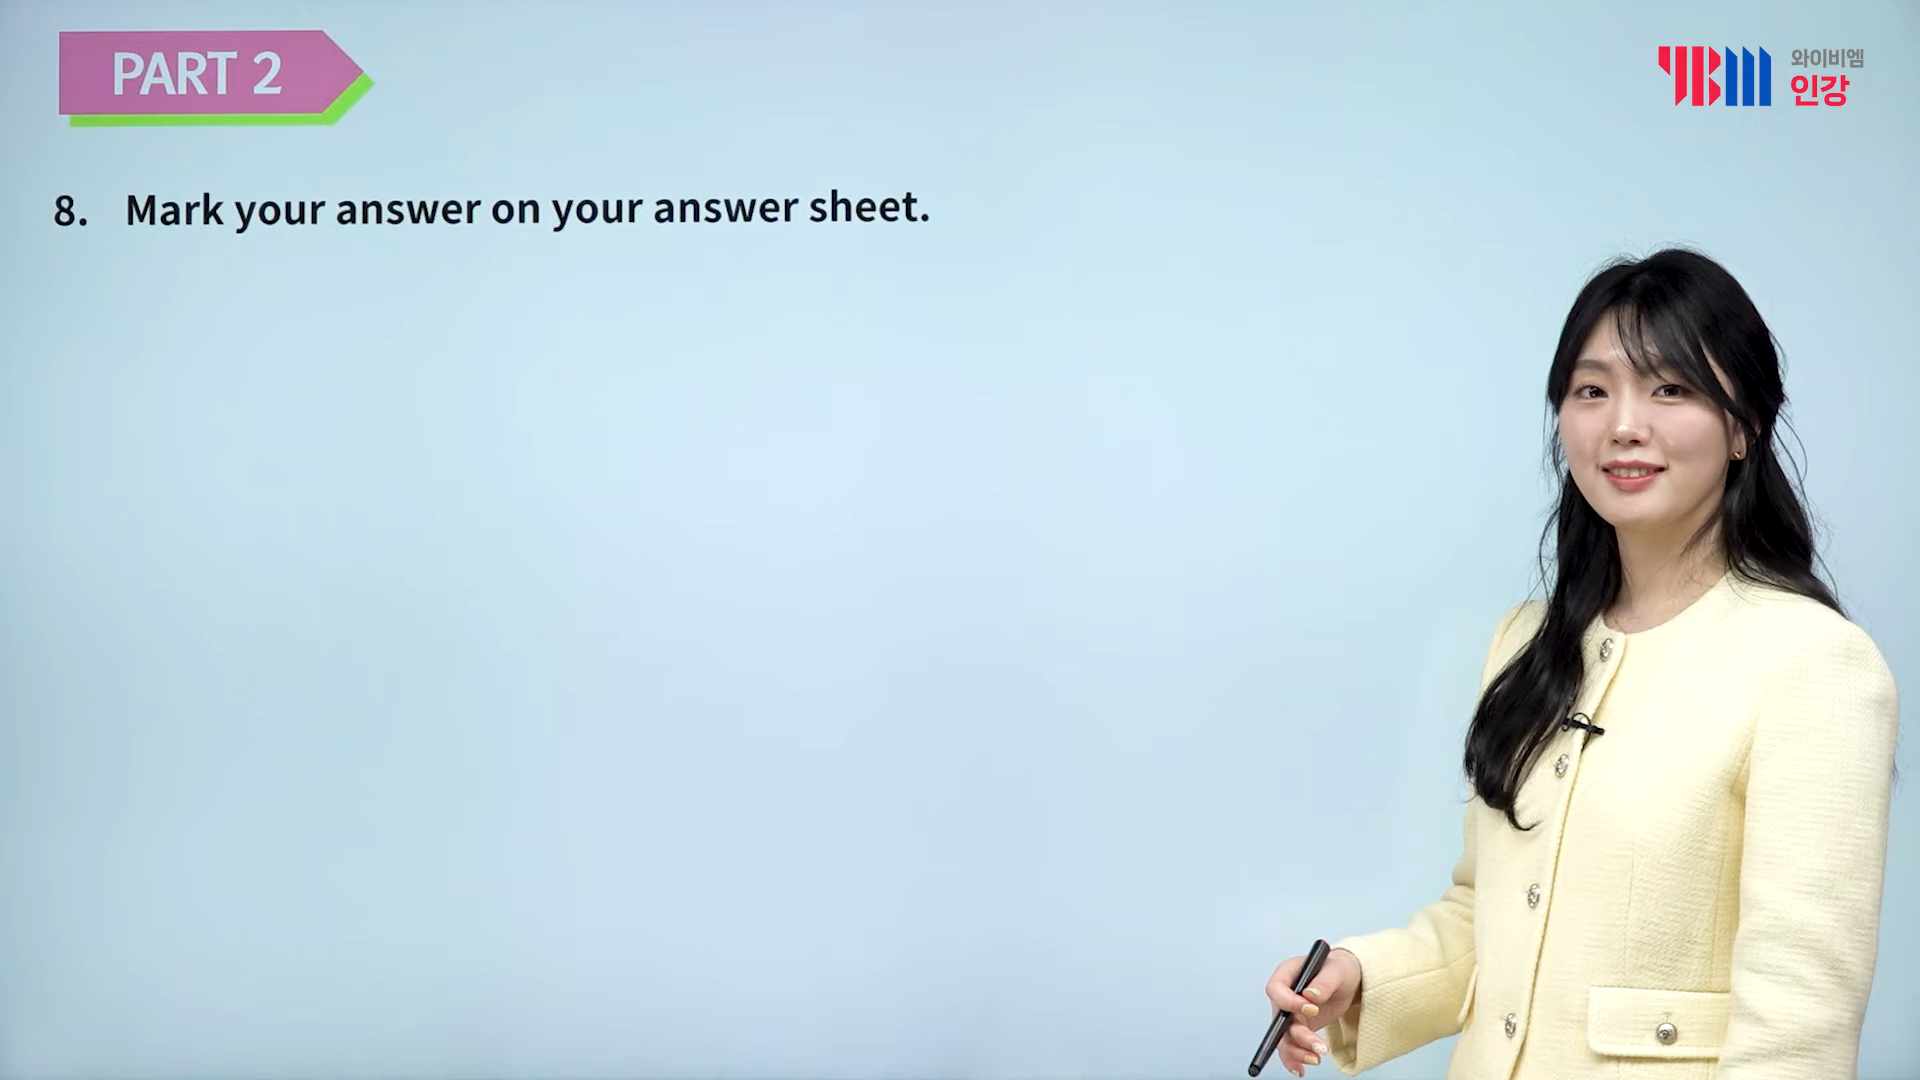 PART 2
YBM 와이비엠
인강
8. Mark your answer on your answer sheet.